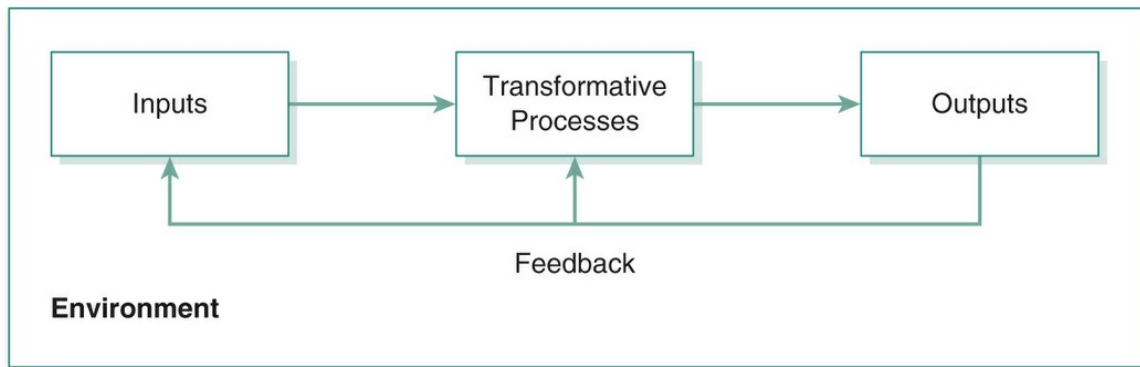 Inputs
Transformative
Processes
Outputs
Feedback
Environment